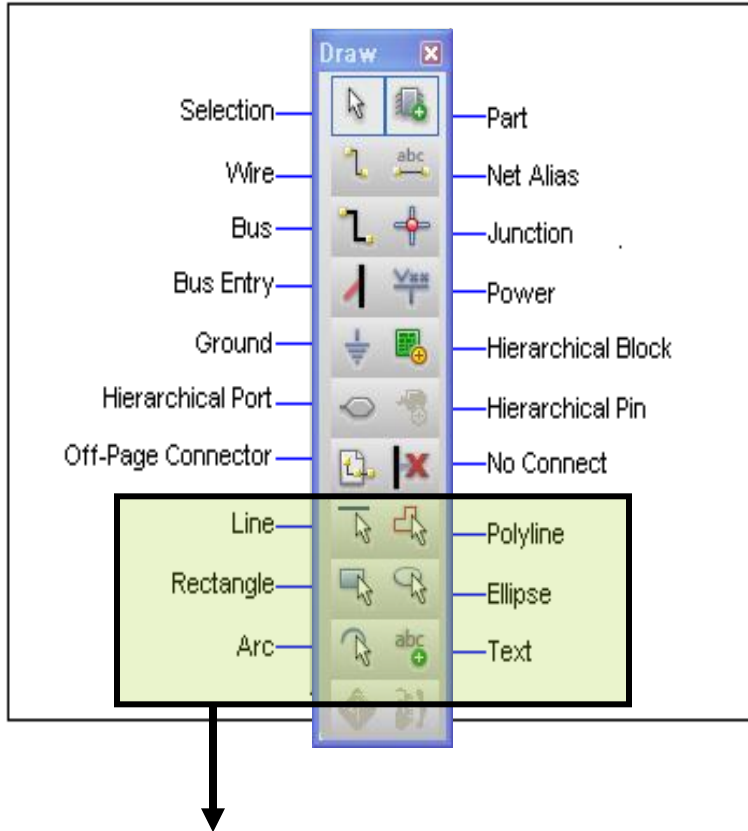 Draw
Selection
Part
Wire
abc
Net Alias
Bus
Junction
Bus Entry
Vxx
Power
Ground
Hierarchical Block
Hierarchical Port
Hierarchical Pin
Off-Page Connector
No Connect
Line
Polyline
Rectangle
Ellipse
Arc
abc
Text